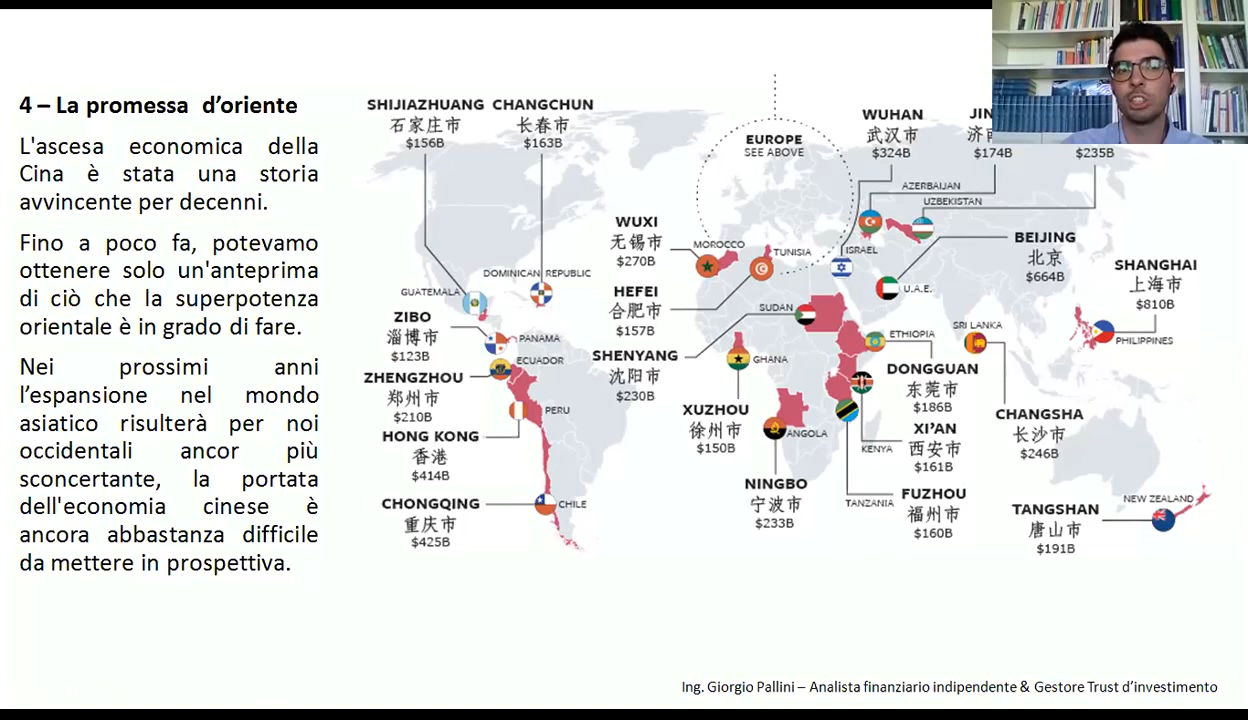 4 – La promessa d’oriente
L'ascesa economica della
Cina è stata una storia
avvincente per decenni.
Fino a poco fa, potevamo
ottenere solo un'anteprima
di ciò che la superpotenza
orientale è in grado di fare.
Nei prossimi anni
l’espansione nel mondo
asiatico risulterà per noi
occidentali ancor più
sconcertante, la portata
dell'economia cinese è
ancora abbastanza difficile
da mettere in prospettiva.
SHIJIAZHUANG
石家庄市
$156B
CHANGCHUN
长春市
$163B
EUROPE
SEE ABOVE
WUHAN
武汉市
$324B
JIN
济南
$174B
$235B
AZERBAIJAN
UZBEKISTAN
WUXI
无锡市
$270B
MOROCCO
TUNISIA
ISRAEL
BEIJING
北京
$664B
SHANGHAI
上海市
$810B
DOMINICAN REPUBLIC
GUATEMALA
HEFEI
合肥市
$157B
U.A.E.
SUDAN
ZIBO
淄博市
$123B
PANAMA
ECUADOR
SHENYANG
沈阳市
$230B
GHANA
ETHIOPIA
SRI LANKA
PHILIPPINES
ZHENGZHOU
郑州市
$210B
PERU
DONGGUAN
东莞市
$186B
XUZHOU
徐州市
$150B
ANGOLA
CHANGSHA
长沙市
$246B
HONG KONG
香港
$414B
KENYA
XI’AN
西安市
$161B
NINGBO
宁波市
$233B
CHONGQING
重庆市
$425B
CHILE
TANZANIA
FUZHOU
福州市
$160B
NEW ZEALAND
TANGSHAN
唐山市
$191B
Ing. Giorgio Pallini – Analista finanziario indipendente & Gestore Trust d’investimento